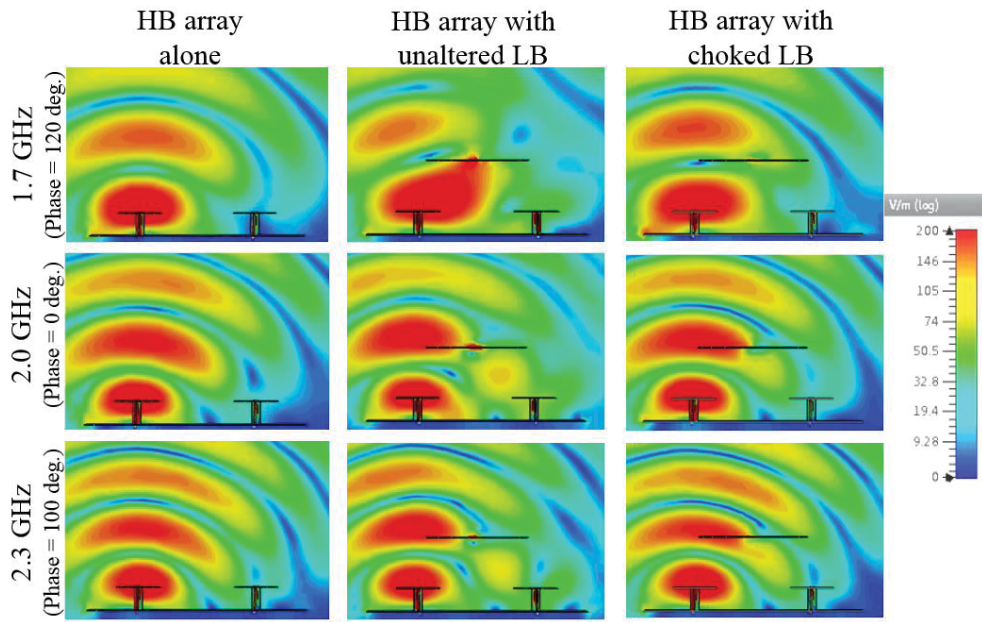 HB array
alone
HB array with
unaltered LB
HB array with
choked LB
1.7 GHz
(Phase = 120 deg.)
2.0 GHz
(Phase = 0 deg.)
2.3 GHz
(Phase = 100 deg.)
V/m (log)
200
146
105
74
50.5
32.8
19.4
9.28
0